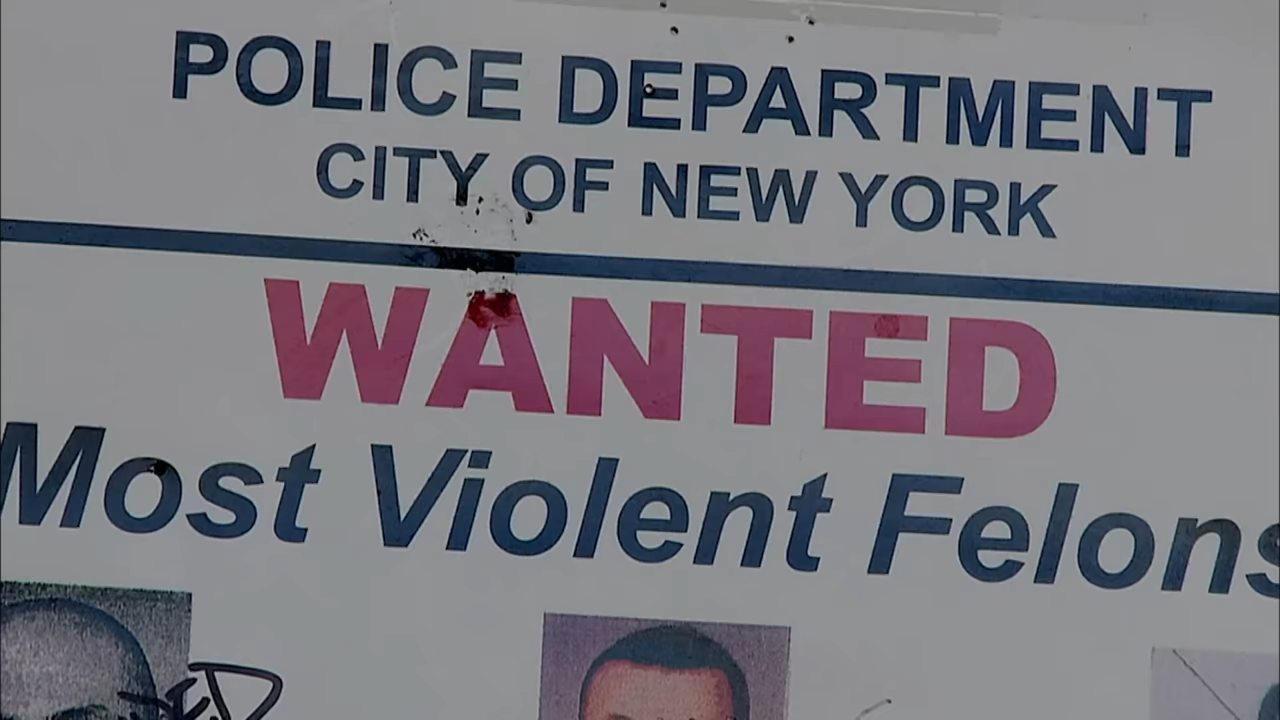 POLICE DEPARTMENT
CITY OF NEW YORK
WANTED
Most Violent Felons